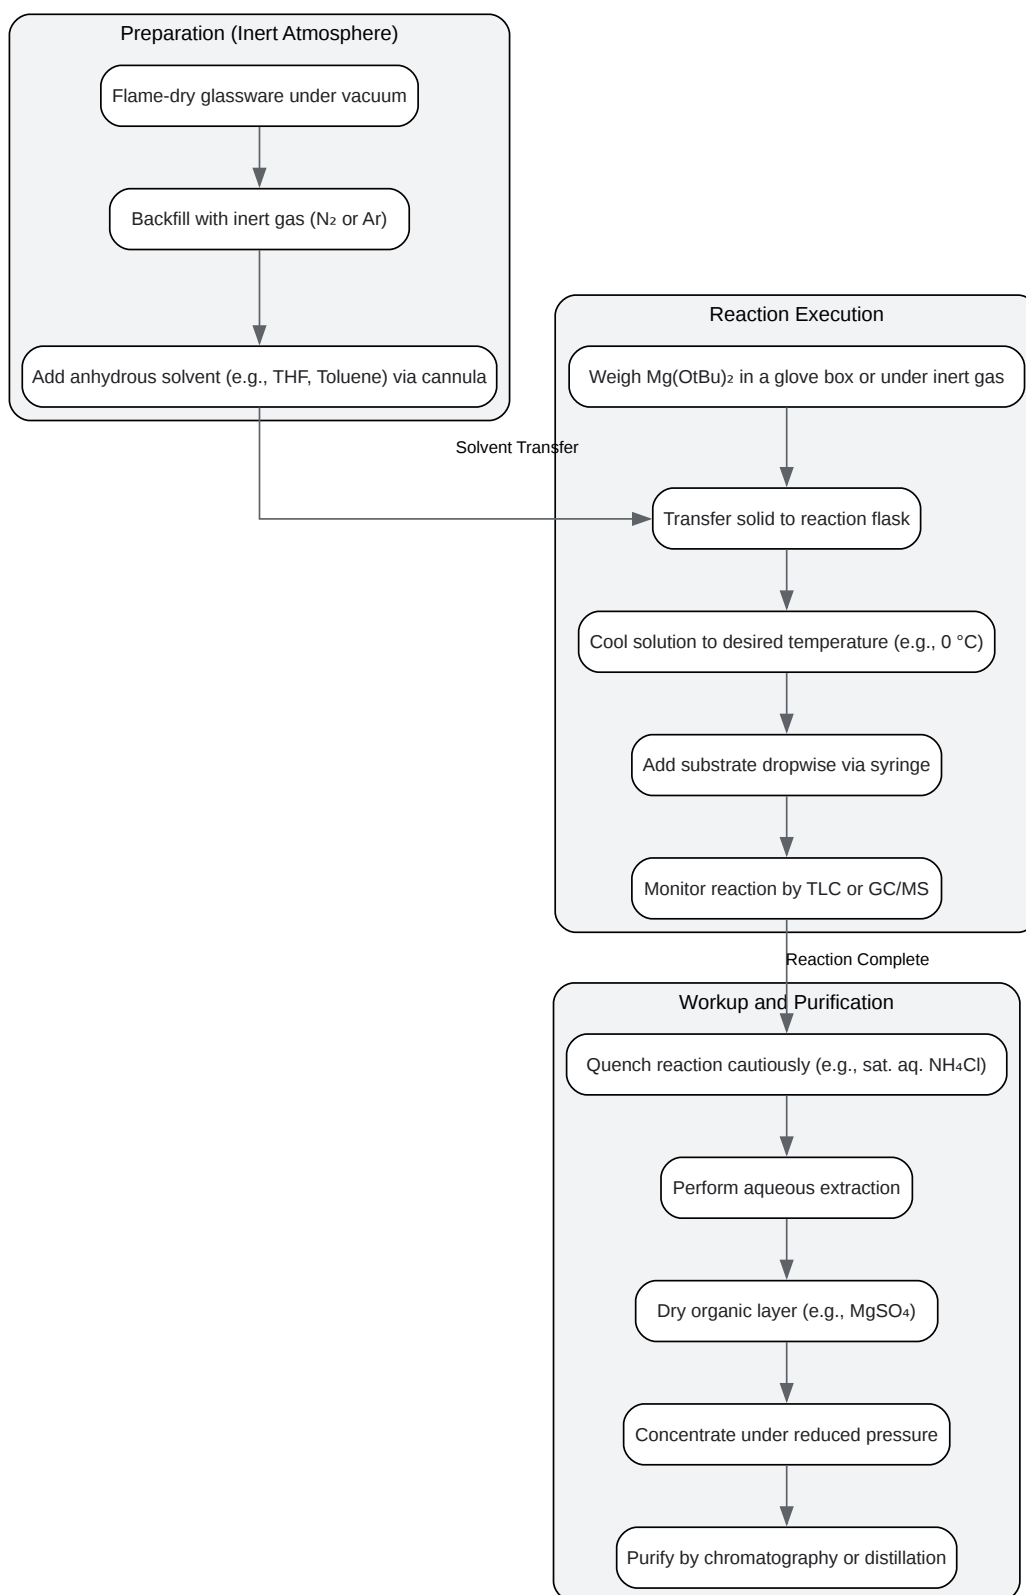 Preparation (Inert Atmosphere)
Flame-dry glassware under vacuum
Backfill with inert gas (N₂ or Ar)
Add anhydrous solvent (e.g., THF, Toluene) via cannula
Solvent Transfer
Reaction Execution
Weigh Mg(OtBu)₂ in a glove box or under inert gas
Transfer solid to reaction flask
Cool solution to desired temperature (e.g., 0 °C)
Add substrate dropwise via syringe
Monitor reaction by TLC or GC/MS
Reaction Complete
Workup and Purification
Quench reaction cautiously (e.g., sat. aq. NH₄Cl)
Perform aqueous extraction
Dry organic layer (e.g., MgSO₄)
Concentrate under reduced pressure
Purify by chromatography or distillation